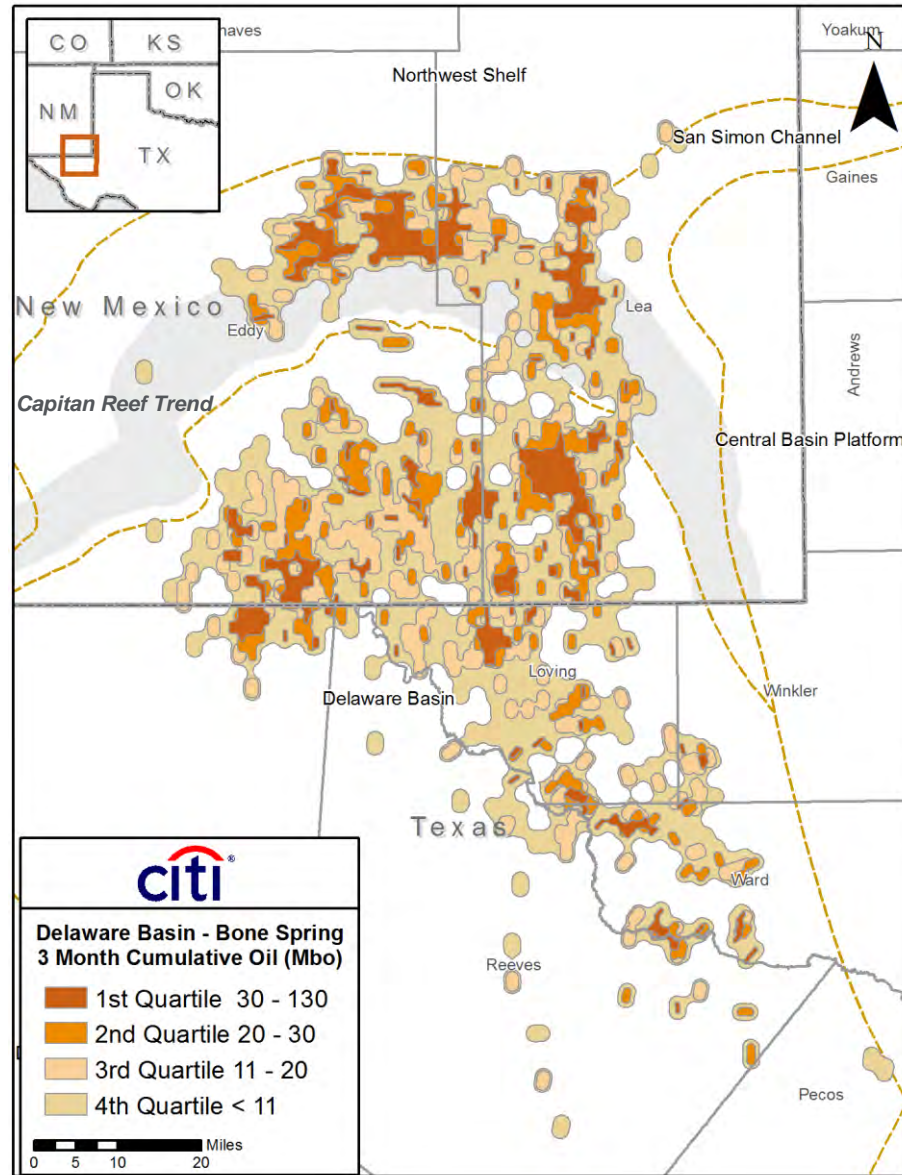 CO
KS
haves
Yoakum
N
Northwest Shelf
OK
NM
TX
San Simon Channel
Gaines
New Mexico
Lea
Eddy
Andrews
Capitan Reef Trend
Central Basin Platform
Loving
Winkler
Delaware Basin
Texas
citi®
Ward
Delaware Basin - Bone Spring
3 Month Cumulative Oil (Mbo)
Reeves
1st Quartile 30 - 130
2nd Quartile 20 - 30
3rd Quartile 11 - 20
4th Quartile < 11
Pecos
Miles
0 5 10 20